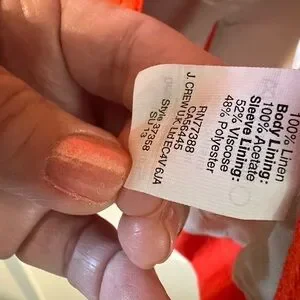 100% Linen
Body Lining:
100% Acetate
Sleeve Lining:
52% Viscose
48% Polyester
RN77388
CA56445
J. CREW UK Ltd EC4V 6JA
Style 37358
SU 13